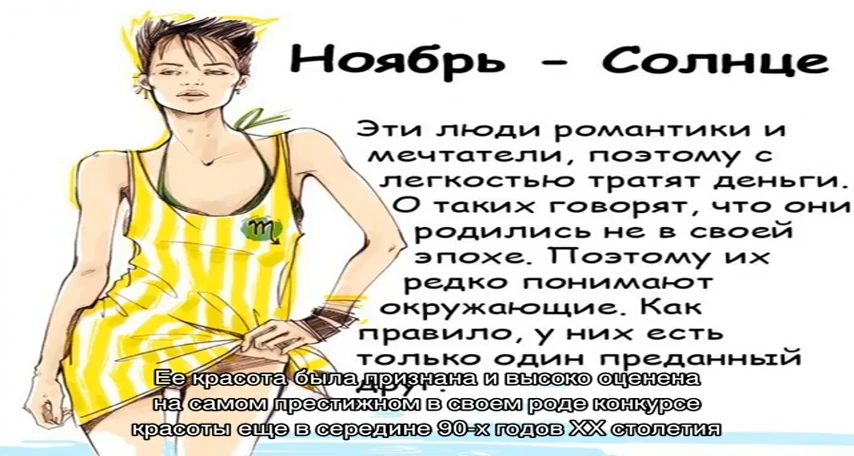 Ноябрь - Солнце
Эти люди романтики и
мечтатели, поэтому с
легкостью тратят деньги.
О таких говорят, что они
родились не в своей
эпохе. Поэтому их
редко понимают
окружающие. Как
правило, у них есть
только один преданный
друг.
Ее красота была признана и высоко оценена
на самом престижном в своем роде конкурсе
красоты еще в середине 90-х годов XX столетия